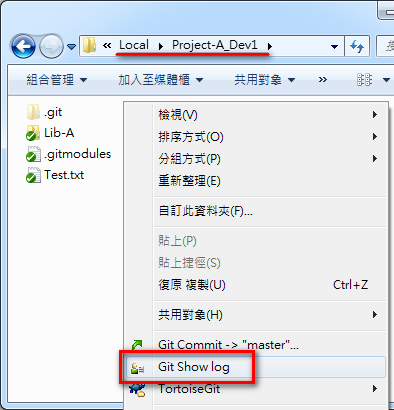 « Local ▸ Project-A_Dev1 ▸
組合管理 ▼ 加入至媒體櫃 ▼ 共用對象 ▼ »
.git
Lib-A
.gitmodules
Test.txt
檢視(V)
排序方式(O)
分組方式(P)
重新整理(E)
自訂此資料夾(F)...
貼上(P)
貼上捷徑(S)
復原 複製(U) Ctrl+Z
共用對象(H)
Git Commit -> "master"...
Git Show log
TortoiseGit